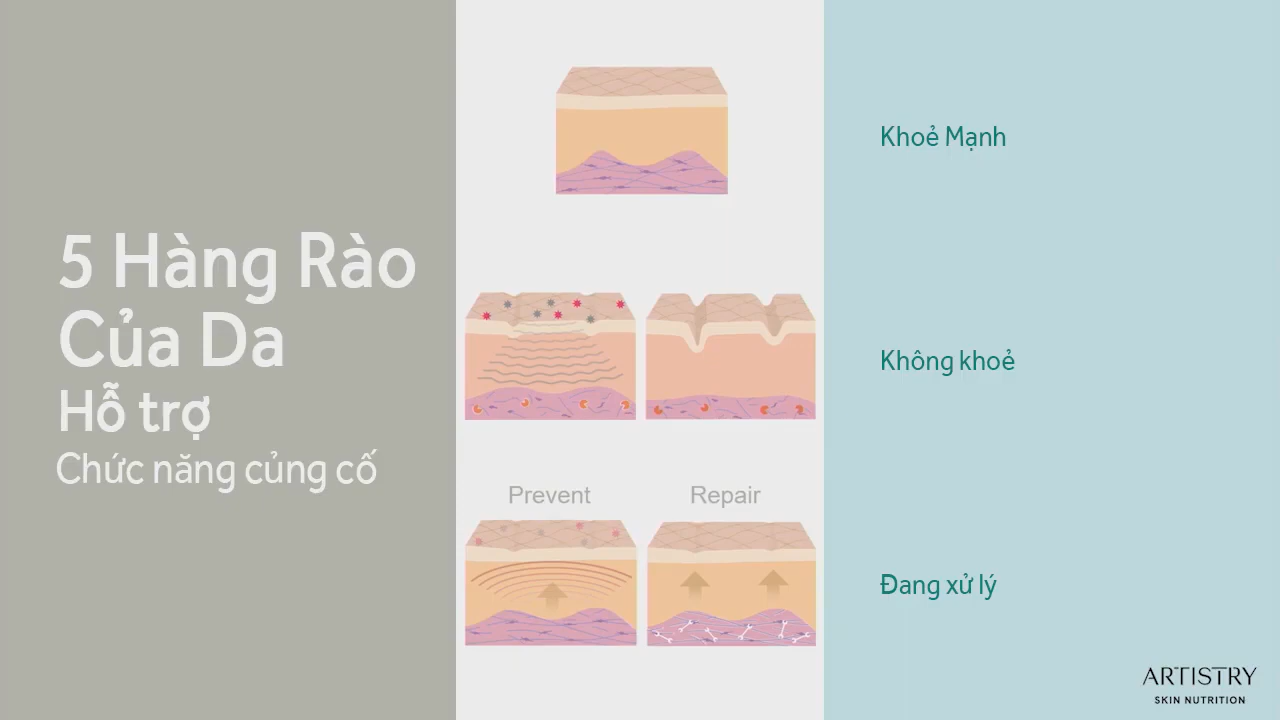 5 Hàng Rào
Của Da
Hỗ trợ
Chức năng củng cố
Khoẻ Mạnh
Không khoẻ
Prevent
Repair
Đang xử lý
ARTISTRY
SKIN NUTRITION